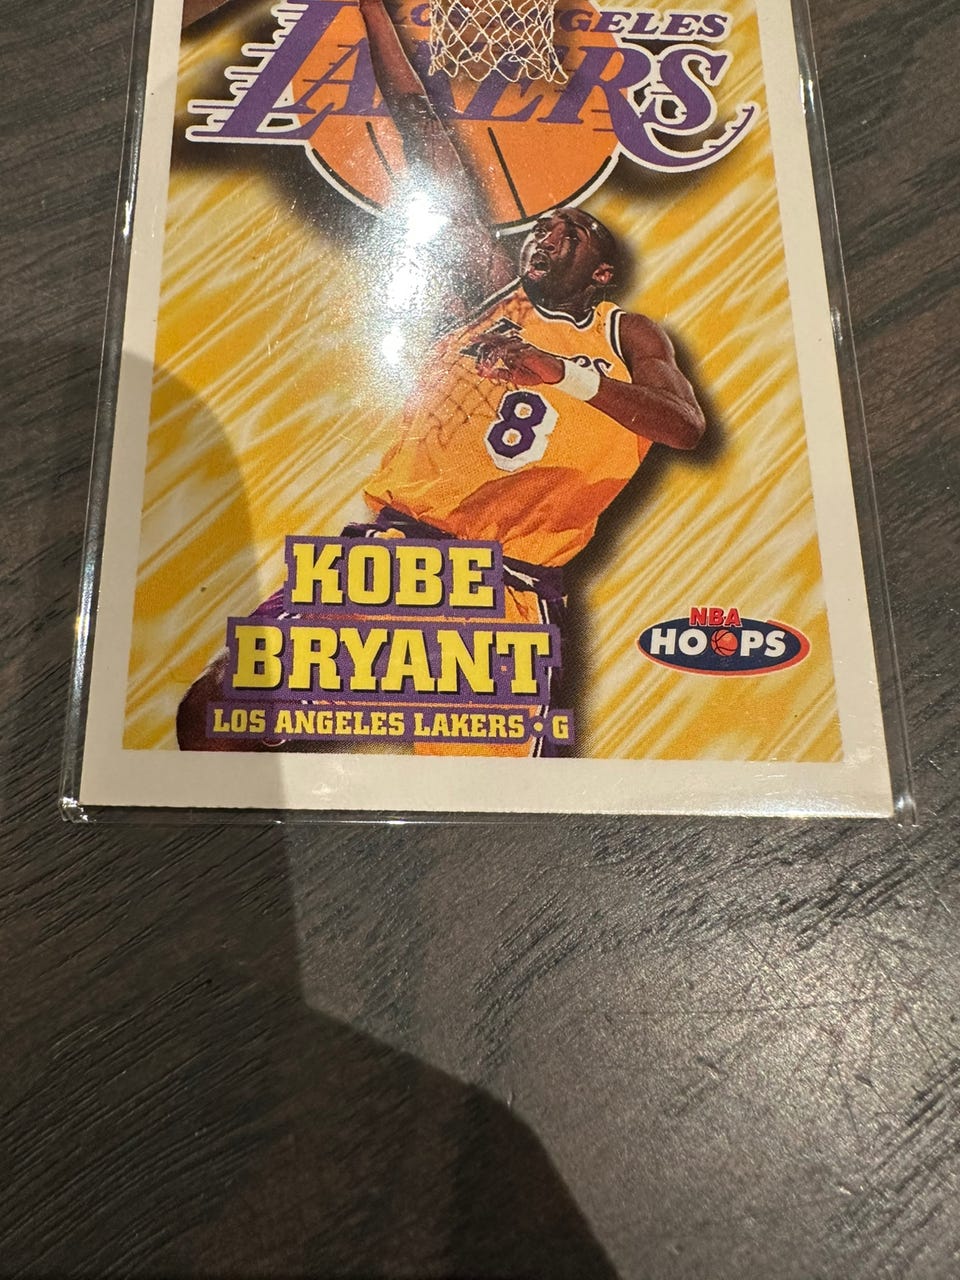 LOS ANGELES
LAKERS
8
KOBE
BRYANT
LOS ANGELES LAKERS • G
NBA
HOOPS